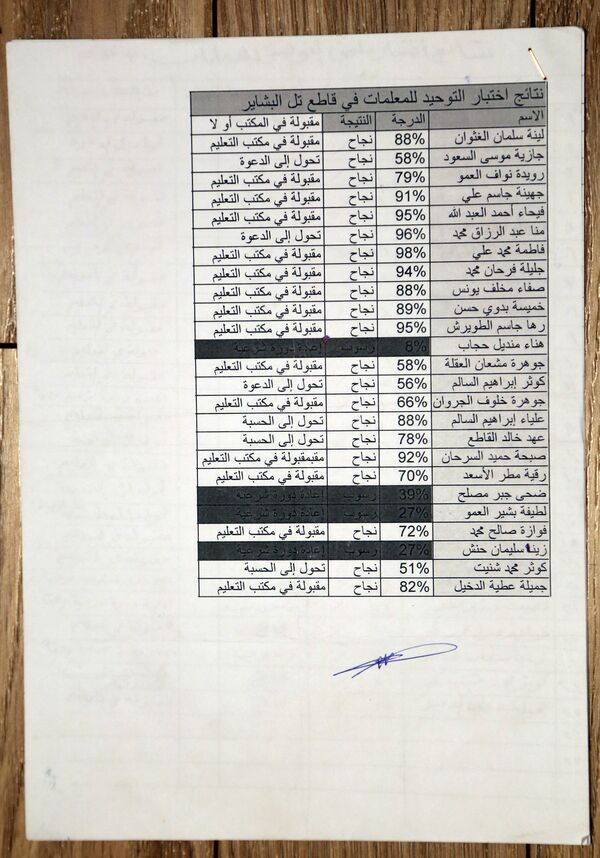 نتائج اختبار التوحيد للمعلمات في قاطع تل البشاير
الاسم الدرجة النتيجة مقبولة في المكتب أو لا
لينة سلمان الغثوان 88% نجاح مقبولة في مكتب التعليم
جازية موسى السعود 58% نجاح تحول إلى الدعوة
رويدة نواف العمو 79% نجاح مقبولة في مكتب التعليم
جهينة جاسم علي 91% نجاح مقبولة في مكتب التعليم
فيحاء أحمد العبد الله 95% نجاح مقبولة في مكتب التعليم
منا عبد الرزاق محمد 96% نجاح تحول إلى الدعوة
فاطمة محمد علي 98% نجاح مقبولة في مكتب التعليم
جليلة فرحان محمد 94% نجاح مقبولة في مكتب التعليم
صفاء مخلف يونس 88% نجاح مقبولة في مكتب التعليم
خميسة بدوي حسن 89% نجاح مقبولة في مكتب التعليم
رها جاسم الطويرش 95% نجاح مقبولة في مكتب التعليم
هناء منديل حجاب 8% رسوب إعادة دورة شرعية
جوهرة مشعان العقلة 58% نجاح مقبولة في مكتب التعليم
كوثر إبراهيم السالم 56% نجاح تحول إلى الدعوة
جوهرة خلوف الجروان 66% نجاح مقبولة في مكتب التعليم
علياء إبراهيم السالم 88% نجاح تحول إلى الحسبة
عهد خالد القاطع 78% نجاح تحول إلى الحسبة
صبحة حميد السرحان 92% نجاح مقبمقبولة في مكتب التعليم
رقية مطر الأسعد 70% نجاح مقبولة في مكتب التعليم
ضحى جبر مصلح 39% رسوب إعادة دورة شرعية
لطيفة بشير العمو 27% رسوب إعادة دورة شرعية
فوازة صالح محمد 72% نجاح مقبولة في مكتب التعليم
زينا سليمان حنش 27% رسوب إعادة دورة شرعية
كوثر محمد شنيت 51% نجاح تحول إلى الحسبة
جميلة عطية الدخيل 82% نجاح مقبولة في مكتب التعليم